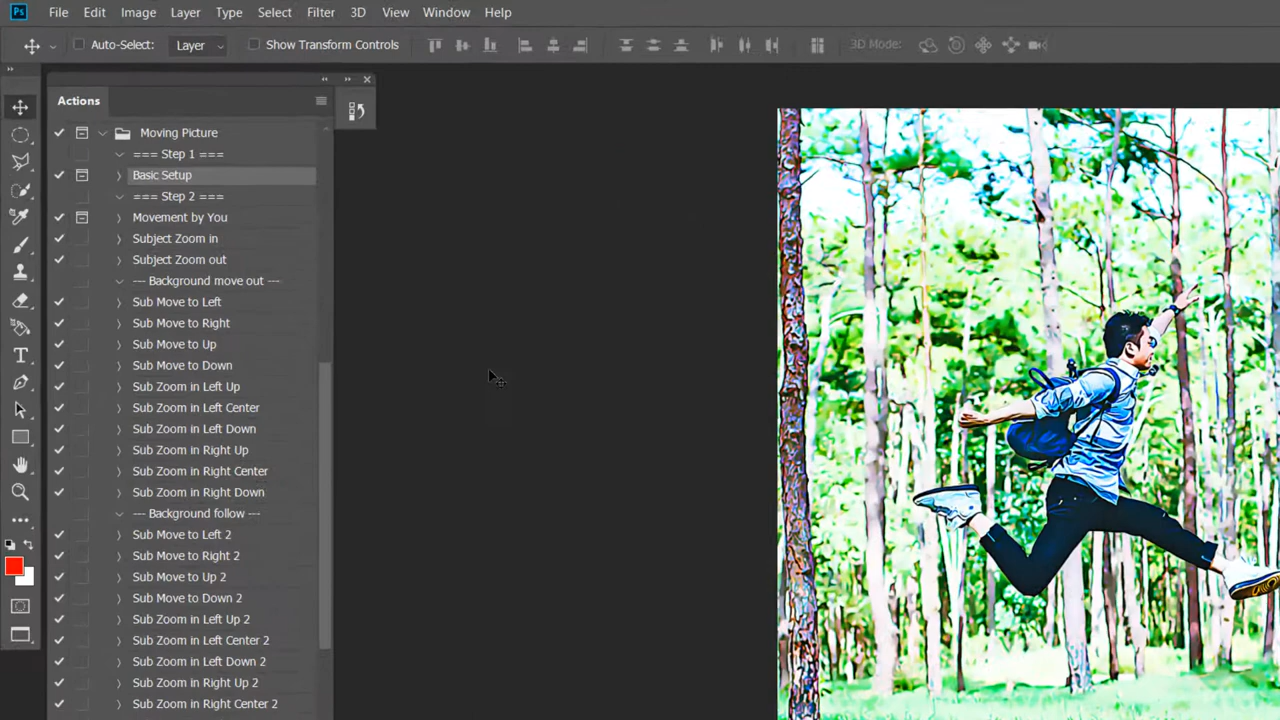 Ps File Edit Image Layer Type Select Filter 3D View Window Help
Auto-Select: Layer Show Transform Controls 3D Mode:
Actions
Moving Picture
=== Step 1 ===
Basic Setup
=== Step 2 ===
Movement by You
Subject Zoom in
Subject Zoom out
--- Background move out ---
Sub Move to Left
Sub Move to Right
Sub Move to Up
Sub Move to Down
Sub Zoom in Left Up
Sub Zoom in Left Center
Sub Zoom in Left Down
Sub Zoom in Right Up
Sub Zoom in Right Center
Sub Zoom in Right Down
--- Background follow ---
Sub Move to Left 2
Sub Move to Right 2
Sub Move to Up 2
Sub Move to Down 2
Sub Zoom in Left Up 2
Sub Zoom in Left Center 2
Sub Zoom in Left Down 2
Sub Zoom in Right Up 2
Sub Zoom in Right Center 2